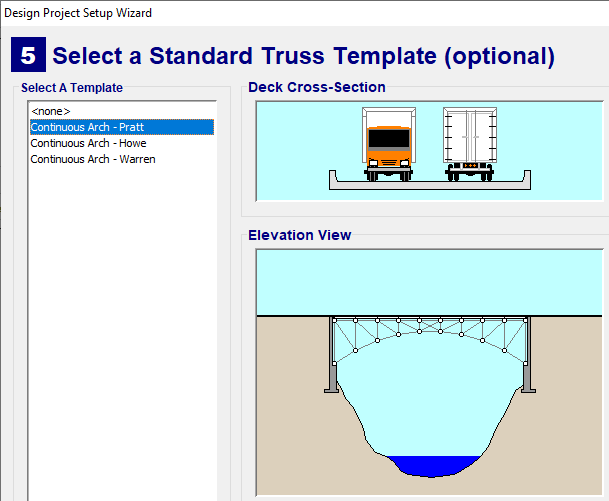 Design Project Setup Wizard
5 Select a Standard Truss Template (optional)
Select A Template
<none>
Continuous Arch - Pratt
Continuous Arch - Howe
Continuous Arch - Warren
Deck Cross-Section
Elevation View